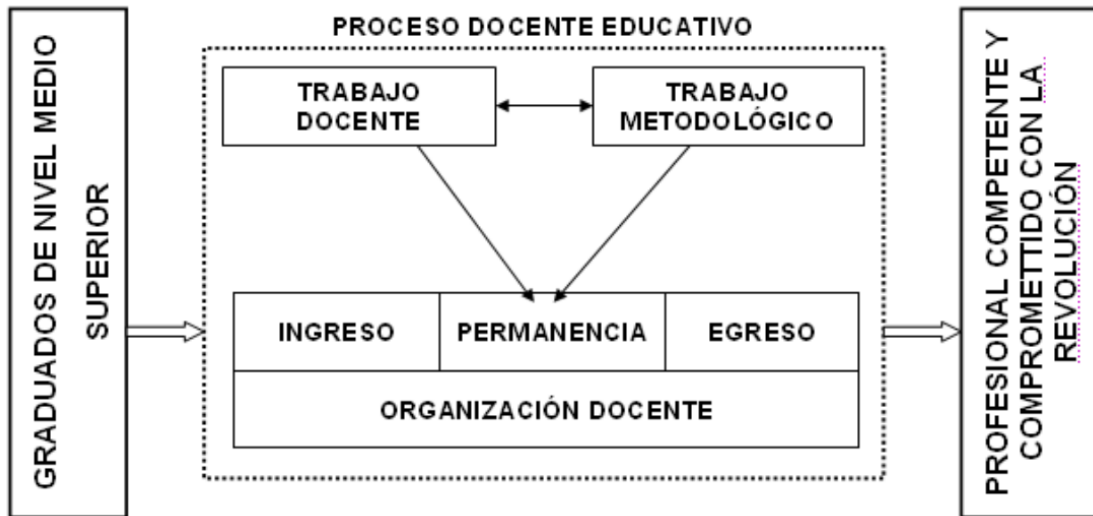 GRADUADOS DE NIVEL MEDIO
SUPERIOR
PROCESO DOCENTE EDUCATIVO
TRABAJO
DOCENTE
TRABAJO
METODOLÓGICO
INGRESO
PERMANENCIA
EGRESO
ORGANIZACIÓN DOCENTE
PROFESIONAL COMPETENTE Y
COMPROMETTIDO CON LA
REVOLUCIÓN